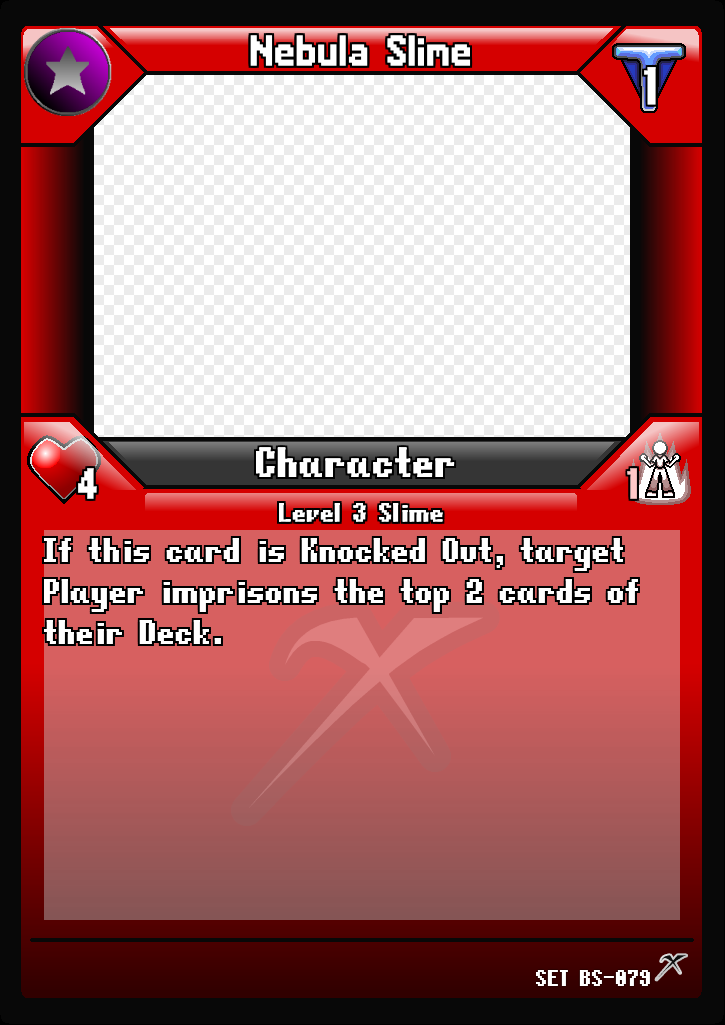 Nebula Slime
1
4
Character
1
Level 3 Slime
If this card is Knocked Out, target
Player imprisons the top 2 cards of
their Deck.
SET BS-079